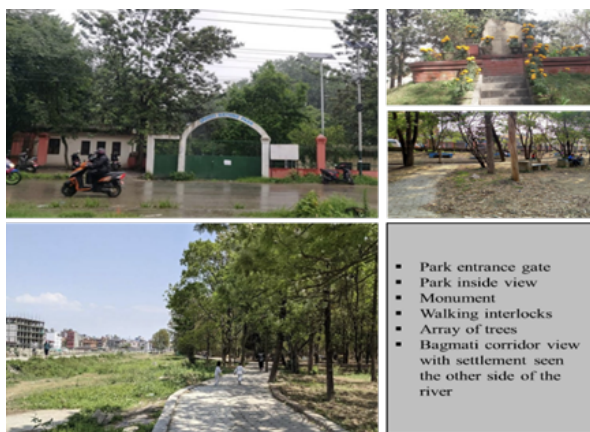 ▪ Park entrance gate
▪ Park inside view
▪ Monument
▪ Walking interlocks
▪ Array of trees
▪ Bagmati corridor view
with settlement seen
the other side of the
river